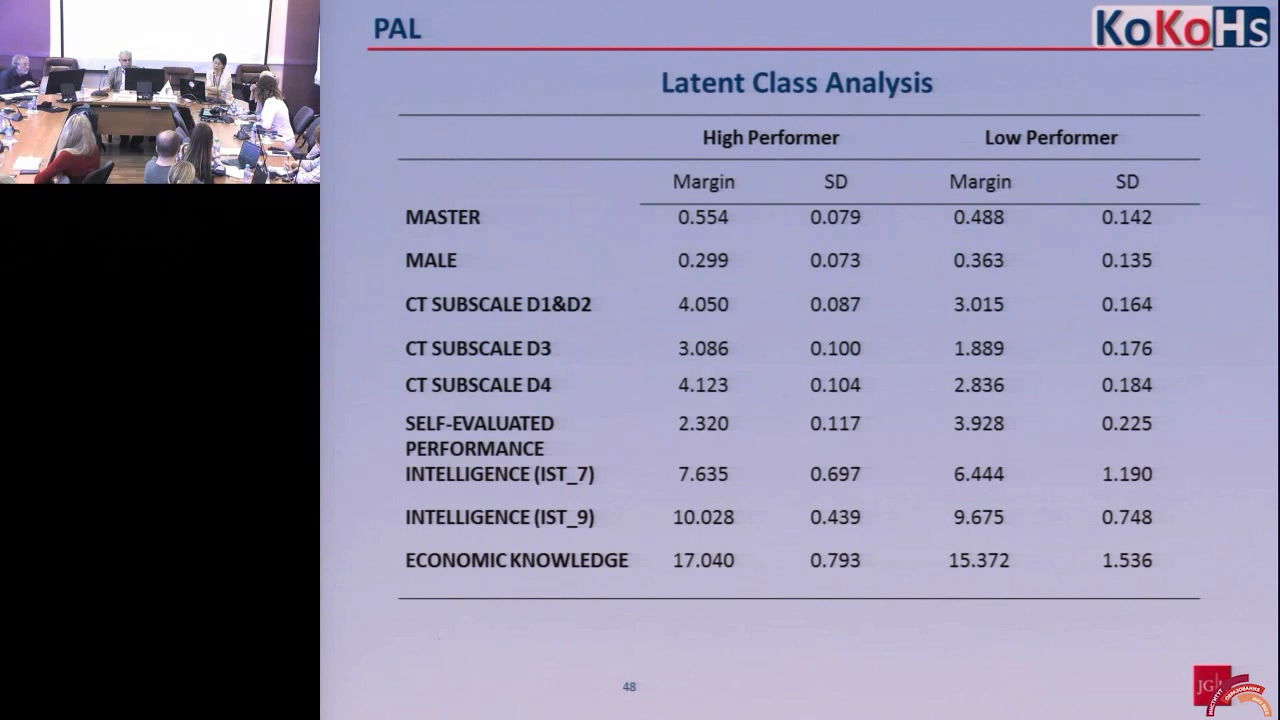 PAL
KoKoHs
Latent Class Analysis
High Performer Low Performer
Margin SD Margin SD
MASTER 0.554 0.079 0.488 0.142
MALE 0.299 0.073 0.363 0.135
CT SUBSCALE D1&D2 4.050 0.087 3.015 0.164
CT SUBSCALE D3 3.086 0.100 1.889 0.176
CT SUBSCALE D4 4.123 0.104 2.836 0.184
SELF-EVALUATED 2.320 0.117 3.928 0.225
PERFORMANCE
INTELLIGENCE (IST_7) 7.635 0.697 6.444 1.190
INTELLIGENCE (IST_9) 10.028 0.439 9.675 0.748
ECONOMIC KNOWLEDGE 17.040 0.793 15.372 1.536
48
ИНСТИТУТ
ОБРАЗОВАНИЯ